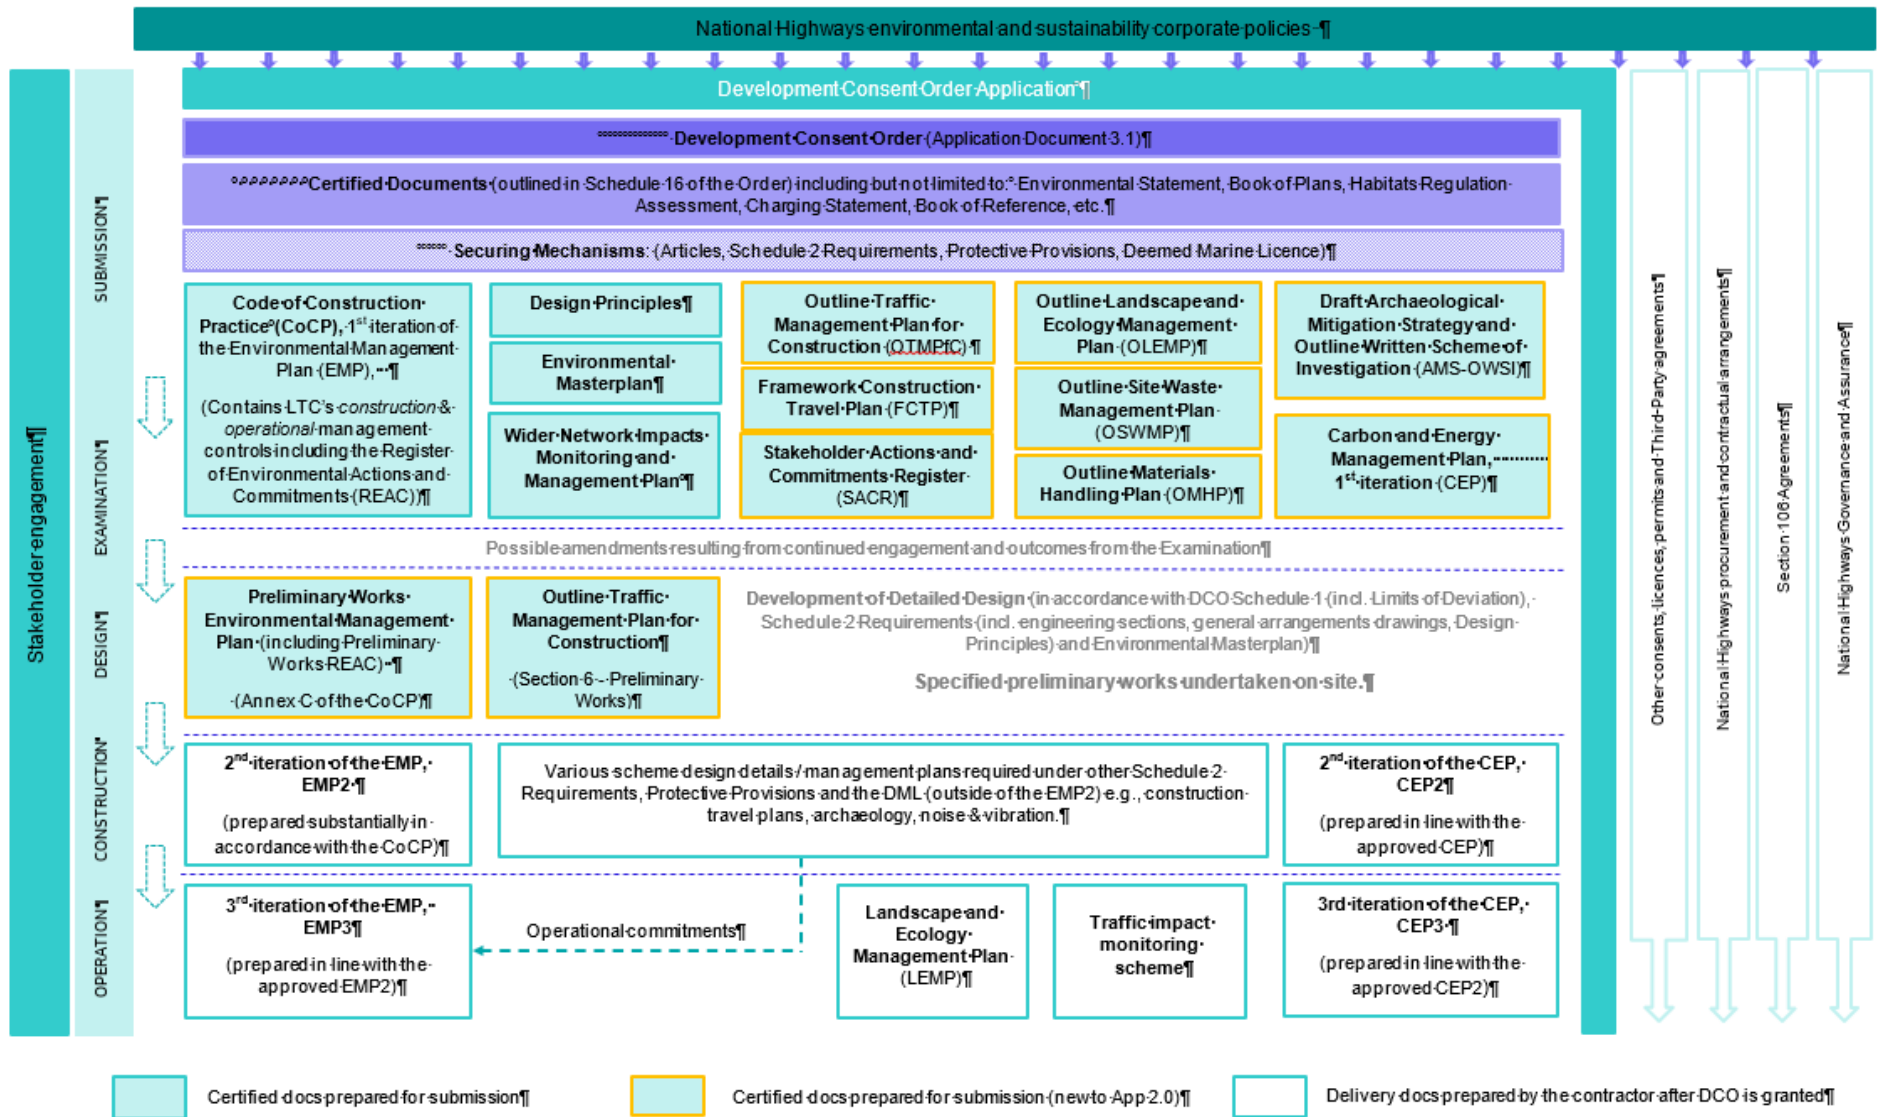 National Highways environmental and sustainability corporate policies ¶
Development Consent Order Application¶
Development Consent Order (Application Document 3.1)¶
Certified Documents (outlined in Schedule 16 of the Order) including but not limited to: Environmental Statement, Book of Plans, Habitats Regulation
Assessment, Charging Statement, Book of Reference, etc.¶
Securing Mechanisms: (Articles, Schedule 2 Requirements, Protective Provisions, Deemed Marine Licence)¶
Stakeholder engagement¶
SUBMISSION¶
EXAMINATION¶
DESIGN¶
CONSTRUCTION¶
OPERATION¶
Code of Construction
Practice (CoCP), 1st iteration of
the Environmental Management
Plan (EMP), ¶
(Contains LTC's construction &
operational management
controls including the Register
of Environmental Actions and
Commitments (REAC))¶
Design Principles¶
Environmental
Masterplan¶
Wider Network Impacts
Monitoring and
Management Plan¶
Outline Traffic
Management Plan for
Construction (OTMPfC) ¶
Framework Construction
Travel Plan (FCTP)¶
Stakeholder Actions and
Commitments Register
(SACR)¶
Outline Landscape and
Ecology Management
Plan (OLEMP)¶
Outline Site Waste
Management Plan
(OSWMP)¶
Outline Materials
Handling Plan (OMHP)¶
Draft Archaeological
Mitigation Strategy and
Outline Written Scheme of
Investigation (AMS-OWSI)¶
Carbon and Energy
Management Plan,
1st iteration (CEP)¶
Possible amendments resulting from continued engagement and outcomes from the Examination¶
Preliminary Works
Environmental Management
Plan (including Preliminary
Works REAC) ¶
(Annex C of the CoCP)¶
Outline Traffic
Management Plan for
Construction¶
(Section 6 - Preliminary
Works)¶
Development of Detailed Design (in accordance with DCO Schedule 1 (incl. Limits of Deviation),
Schedule 2 Requirements (incl. engineering sections, general arrangements drawings, Design
Principles) and Environmental Masterplan)¶
Specified preliminary works undertaken on site.¶
2nd iteration of the EMP,
EMP2 ¶
(prepared substantially in
accordance with the CoCP)¶
Various scheme design details / management plans required under other Schedule 2
Requirements, Protective Provisions and the DML (outside of the EMP2) e.g., construction
travel plans, archaeology, noise & vibration.¶
2nd iteration of the CEP,
CEP2¶
(prepared in line with the
approved CEP)¶
3rd iteration of the EMP,
EMP3¶
(prepared in line with the
approved EMP2)¶
Operational commitments¶
Landscape and
Ecology
Management Plan
(LEMP)¶
Traffic impact
monitoring
scheme¶
3rd iteration of the CEP,
CEP3 ¶
(prepared in line with the
approved CEP2)¶
Other consents, licences, permits and Third-Party agreements¶
National Highways procurement and contractual arrangements¶
Section 106 Agreements¶
National Highways Governance and Assurance¶
Certified docs prepared for submission¶
Certified docs prepared for submission (new to App 2.0)¶
Delivery docs prepared by the contractor after DCO is granted¶